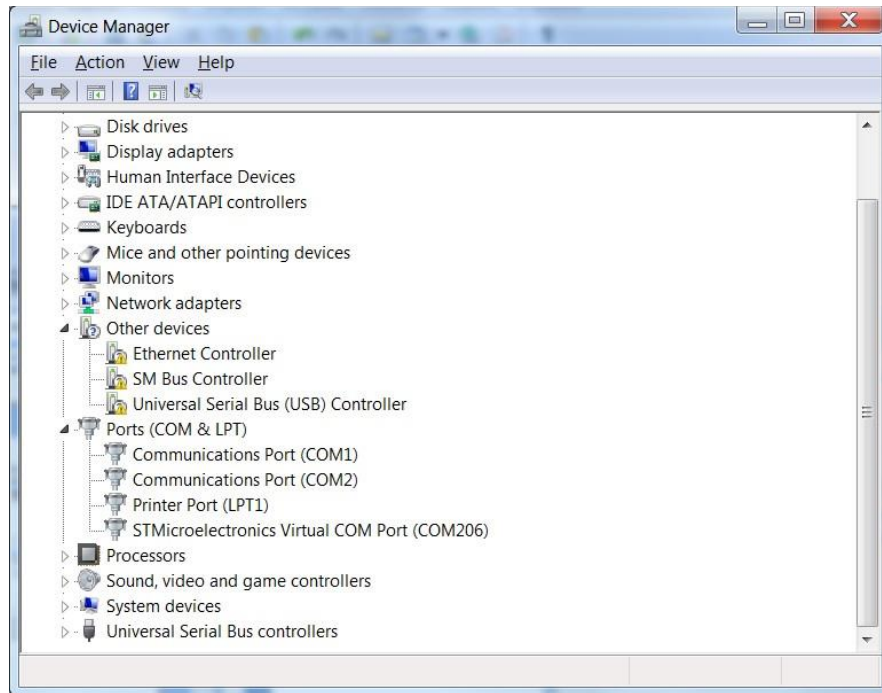 Device Manager
File Action View Help
Disk drives
Display adapters
Human Interface Devices
IDE ATA/ATAPI controllers
Keyboards
Mice and other pointing devices
Monitors
Network adapters
Other devices
Ethernet Controller
SM Bus Controller
Universal Serial Bus (USB) Controller
Ports (COM & LPT)
Communications Port (COM1)
Communications Port (COM2)
Printer Port (LPT1)
STMicroelectronics Virtual COM Port (COM206)
Processors
Sound, video and game controllers
System devices
Universal Serial Bus controllers